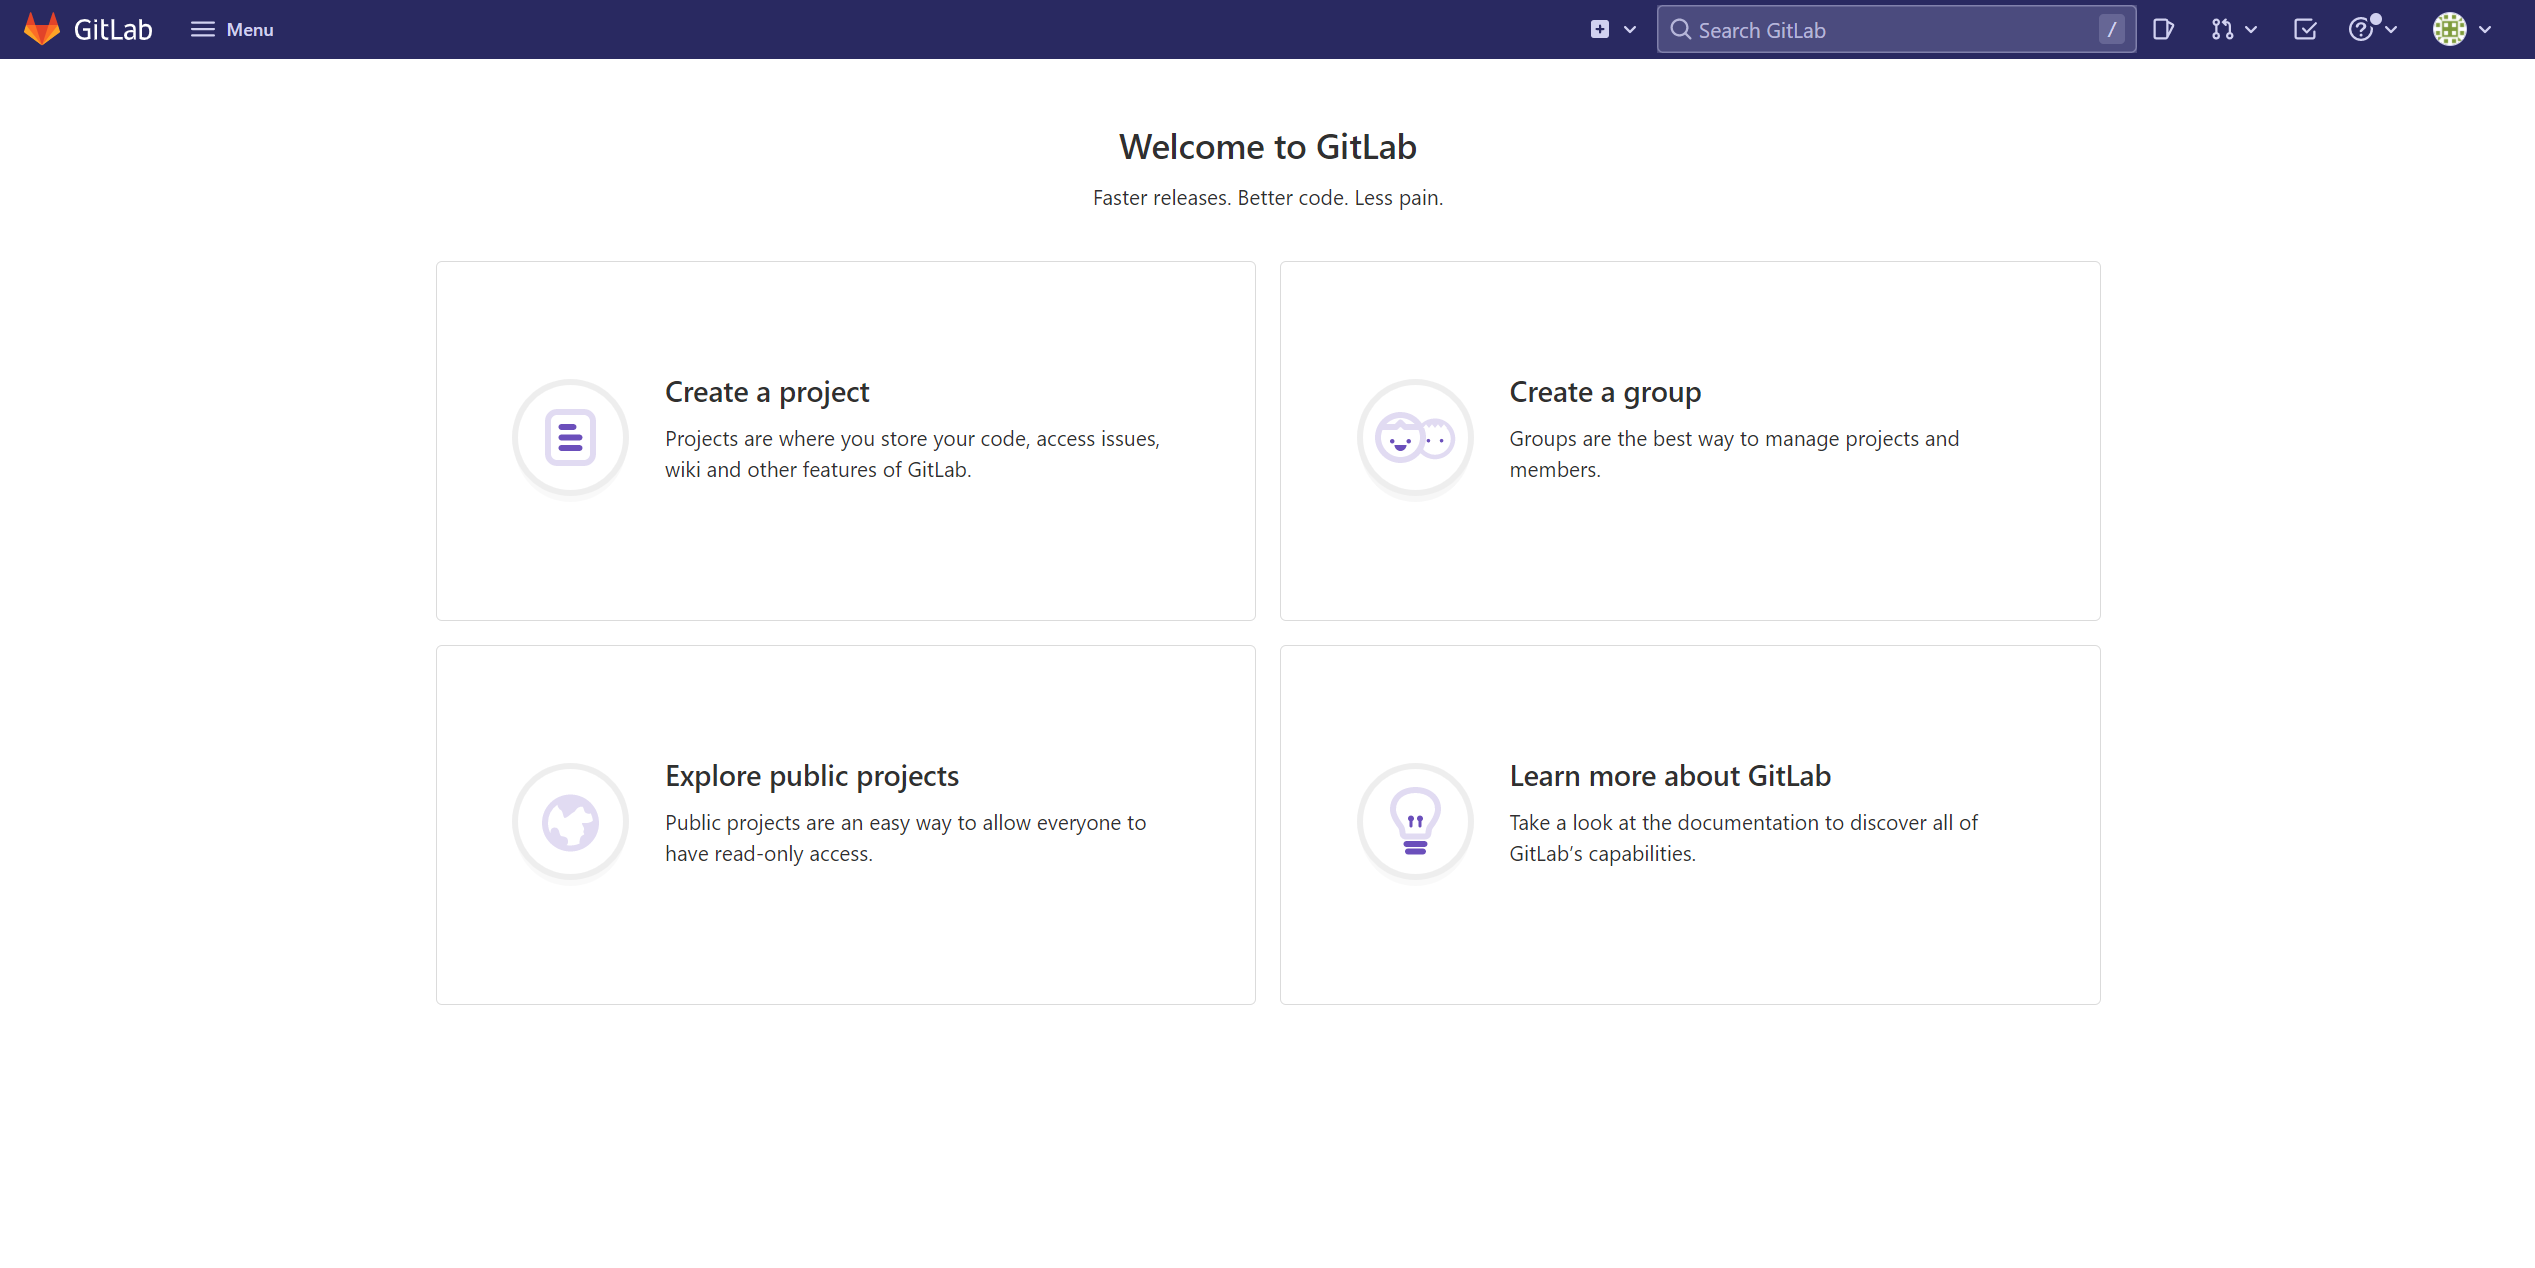 GitLab
Menu
Search GitLab
/
Welcome to GitLab
Faster releases. Better code. Less pain.
Create a project
Projects are where you store your code, access issues,
wiki and other features of GitLab.
Create a group
Groups are the best way to manage projects and
members.
Explore public projects
Public projects are an easy way to allow everyone to
have read-only access.
Learn more about GitLab
Take a look at the documentation to discover all of
GitLab’s capabilities.